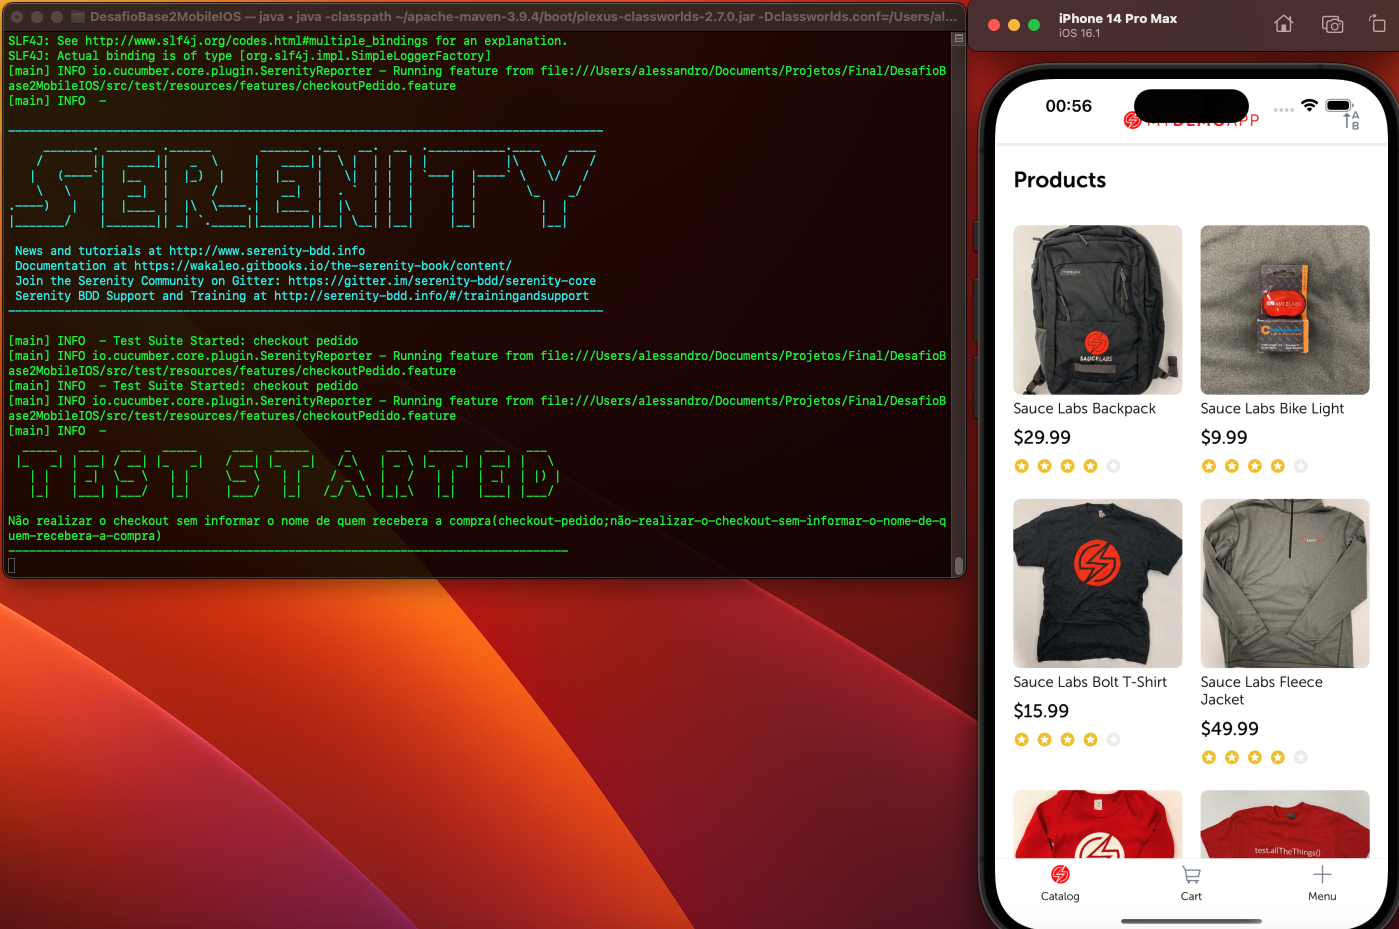 DesafioBase2MobileIOS — java ◂ java -classpath ~/apache-maven-3.9.4/boot/plexus-classworlds-2.7.0.jar -Dclassworlds.conf=/Users/al…
SLF4J: See http://www.slf4j.org/codes.html#multiple_bindings for an explanation.
SLF4J: Actual binding is of type [org.slf4j.impl.SimpleLoggerFactory]
[main] INFO io.cucumber.core.plugin.SerenityReporter - Running feature from file:///Users/alessandro/Documents/Projetos/Final/DesafioB
ase2MobileIOS/src/test/resources/features/checkoutPedido.feature
[main] INFO  -
SERENITY
News and tutorials at http://www.serenity-bdd.info
Documentation at https://wakaleo.gitbooks.io/the-serenity-book/content/
Join the Serenity Community on Gitter: https://gitter.im/serenity-bdd/serenity-core
Serenity BDD Support and Training at http://serenity-bdd.info/#/trainingandsupport
[main] INFO  - Test Suite Started: checkout pedido
[main] INFO io.cucumber.core.plugin.SerenityReporter - Running feature from file:///Users/alessandro/Documents/Projetos/Final/DesafioB
ase2MobileIOS/src/test/resources/features/checkoutPedido.feature
[main] INFO  - Test Suite Started: checkout pedido
[main] INFO io.cucumber.core.plugin.SerenityReporter - Running feature from file:///Users/alessandro/Documents/Projetos/Final/DesafioB
ase2MobileIOS/src/test/resources/features/checkoutPedido.feature
[main] INFO  -
TEST STARTED
Não realizar o checkout sem informar o nome de quem recebera a compra(checkout-pedido;não-realizar-o-checkout-sem-informar-o-nome-de-q
uem-recebera-a-compra)
iPhone 14 Pro Max
iOS 16.1
00:56
MYDEMOAPP
A
B
Products
SAUCELABS
SAUCELABS
Sauce Labs Backpack
$29.99
Sauce Labs Bike Light
$9.99
Sauce Labs Bolt T-Shirt
$15.99
Sauce Labs Fleece
Jacket
$49.99
test.allTheThings()
Catalog
Cart
Menu